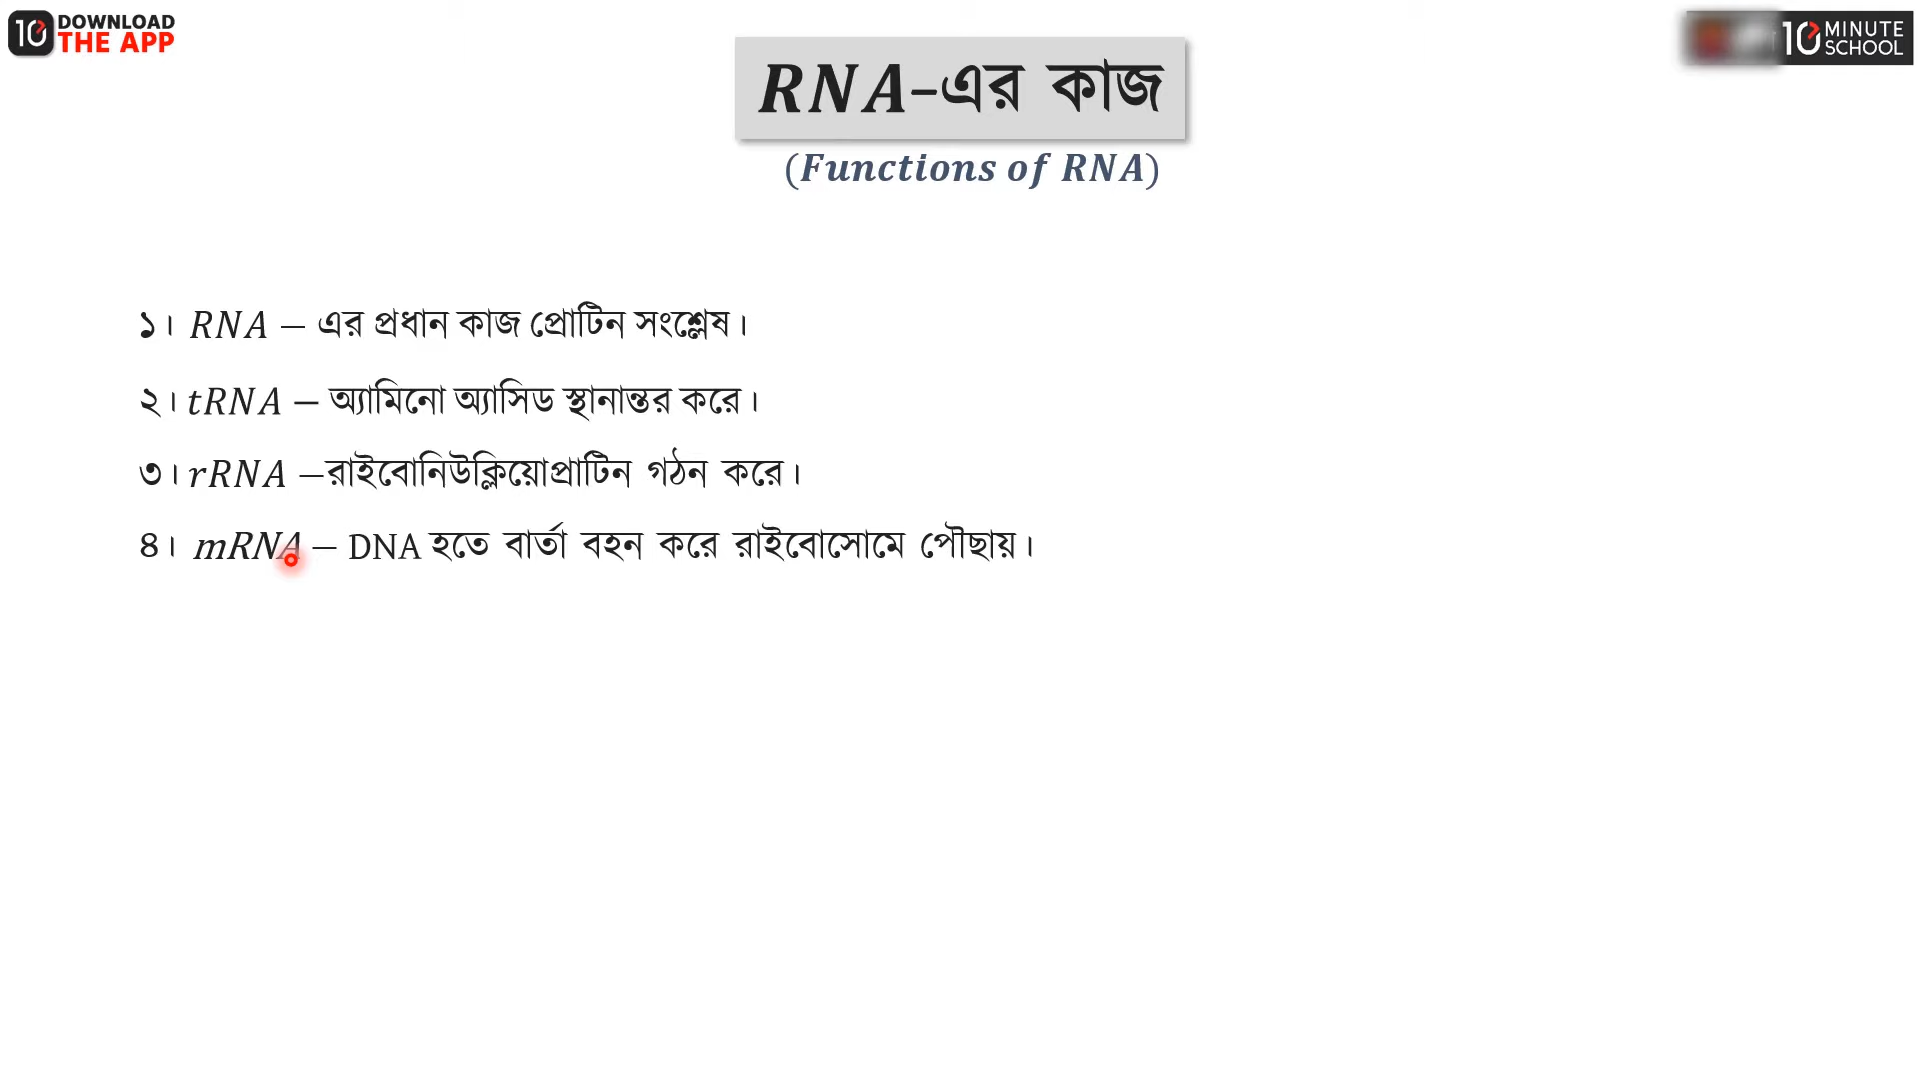 10 DOWNLOAD
THE APP
10 MINUTE
SCHOOL
RNA-এর কাজ
(Functions of RNA)
১। RNA – এর প্রধান কাজ প্রোটিন সংশ্লেষ।
২। tRNA – অ্যামিনো অ্যাসিড স্থানান্তর করে।
৩। rRNA –রাইবোনিউক্লিয়োপ্রাটিন গঠন করে।
৪। mRNA – DNA হতে বার্তা বহন করে রাইবোসোমে পৌছায়।